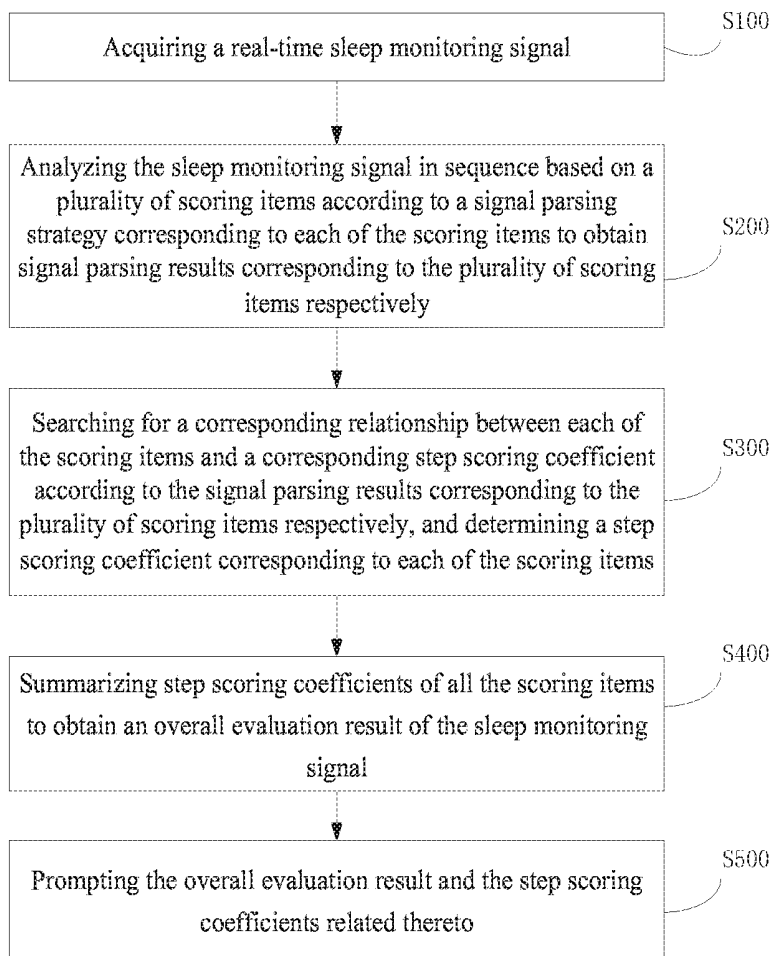 S100
Acquiring a real-time sleep monitoring signal
Analyzing the sleep monitoring signal in sequence based on a
plurality of scoring items according to a signal parsing
strategy corresponding to each of the scoring items to obtain
signal parsing results corresponding to the plurality of scoring
items respectively
S200
Searching for a corresponding relationship between each of
the scoring items and a corresponding step scoring coefficient
according to the signal parsing results corresponding to the
plurality of scoring items respectively, and determining a step
scoring coefficient corresponding to each of the scoring items
S300
Summarizing step scoring coefficients of all the scoring items
to obtain an overall evaluation result of the sleep monitoring
signal
S400
Prompting the overall evaluation result and the step scoring
coefficients related thereto
S500